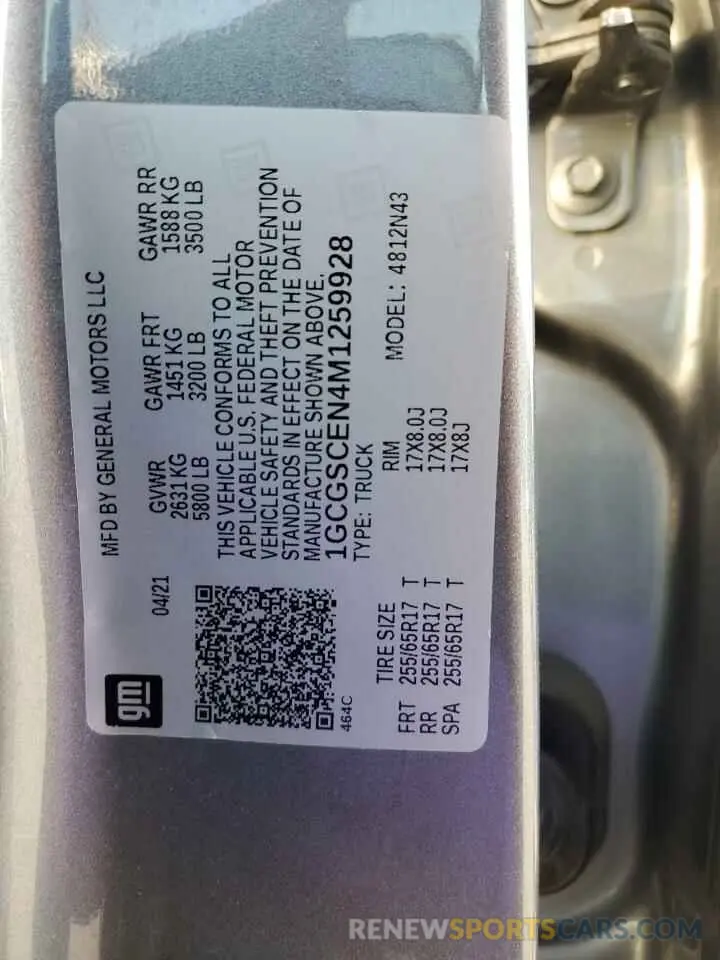 gm
MFD BY GENERAL MOTORS LLC
04/21
GVWR GAWR FRT GAWR RR
2631 KG 1451 KG 1588 KG
5800 LB 3200 LB 3500 LB
THIS VEHICLE CONFORMS TO ALL
APPLICABLE U.S. FEDERAL MOTOR
VEHICLE SAFETY AND THEFT PREVENTION
STANDARDS IN EFFECT ON THE DATE OF
MANUFACTURE SHOWN ABOVE.
1GCGSCEN4M1259928
TYPE: TRUCK
464C
MODEL: 4812N43
TIRE SIZE RIM
FRT 255/65R17 T 17X8.0J
RR 255/65R17 T 17X8.0J
SPA 255/65R17 T 17X8J
RENEWSPORTSCARS.COM